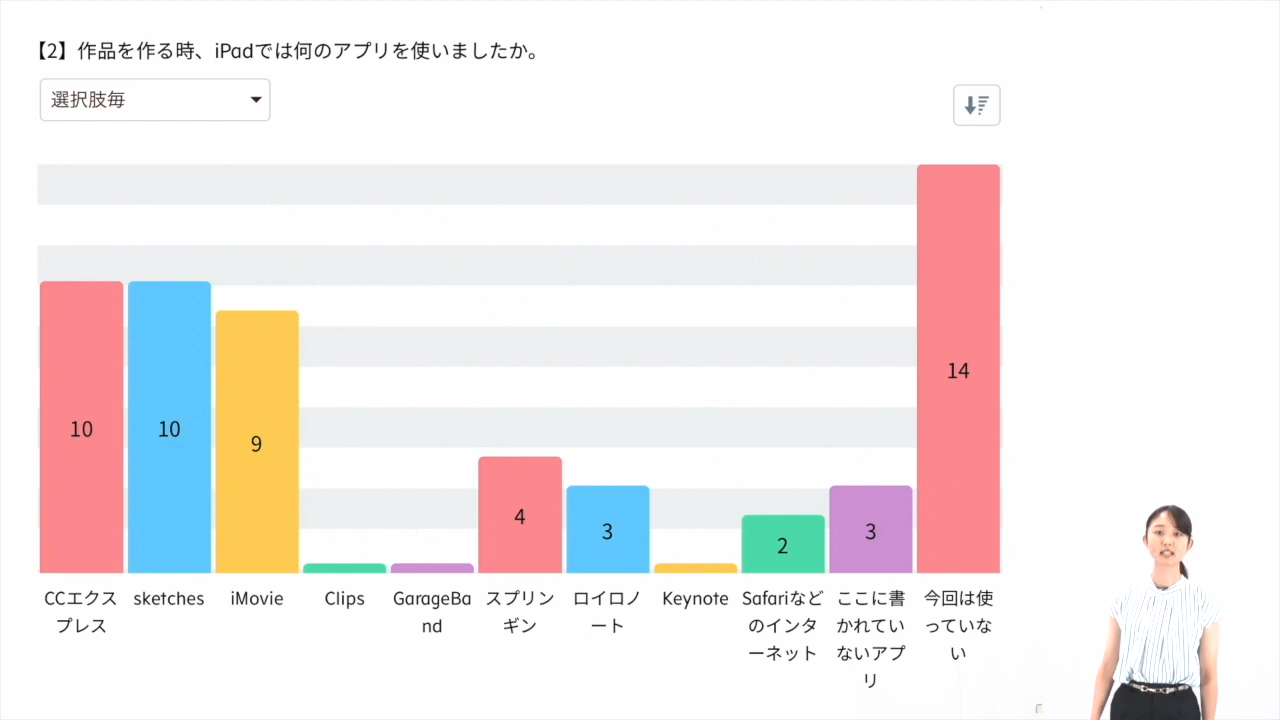 【2】作品を作る時、iPadでは何のアプリを使いましたか。
選択肢毎
10
10
9
4
3
2
3
14
CCエクス
プレス
sketches
iMovie
Clips
GarageBa
nd
スプリン
ギン
ロイロノ
ート
Keynote
Safariなど
のインタ
ーネット
ここに書
かれてい
ないアプ
リ
今回は使
っていな
い